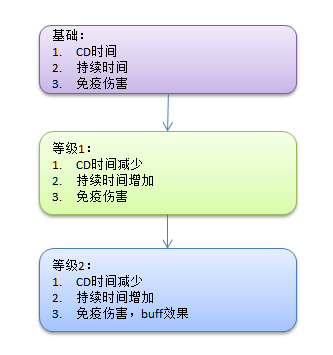 基础：
1. CD时间
2. 持续时间
3. 免疫伤害
等级1：
1. CD时间减少
2. 持续时间增加
3. 免疫伤害
等级2：
1. CD时间减少
2. 持续时间增加
3. 免疫伤害，buff效果